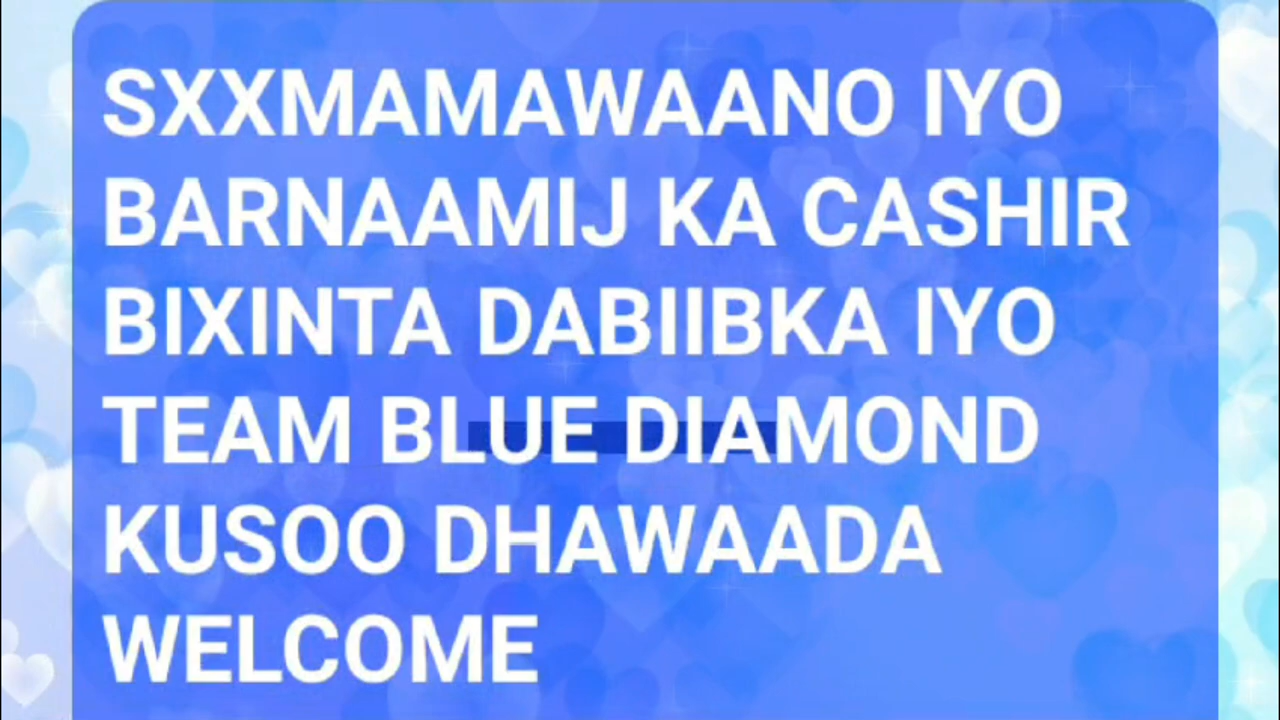 SXXMAMAWAANO IYO
BARNAAMIJ KA CASHIR
BIXINTA DABIIBKA IYO
TEAM BLUE DIAMOND
KUSOO DHAWAADA
WELCOME